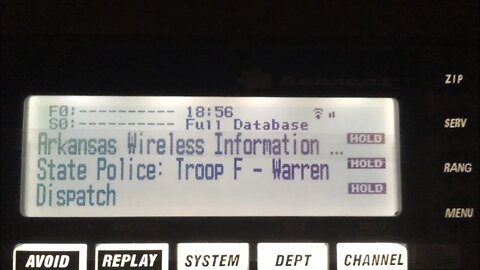 F0:---------- 18:56
S0:---------- Full Database
Arkansas Wireless Information ... HOLD
State Police: Troop F - Warren HOLD
Dispatch HOLD
ZIP
SERV
RANG
MENU
AVOID REPLAY SYSTEM DEPT CHANNEL